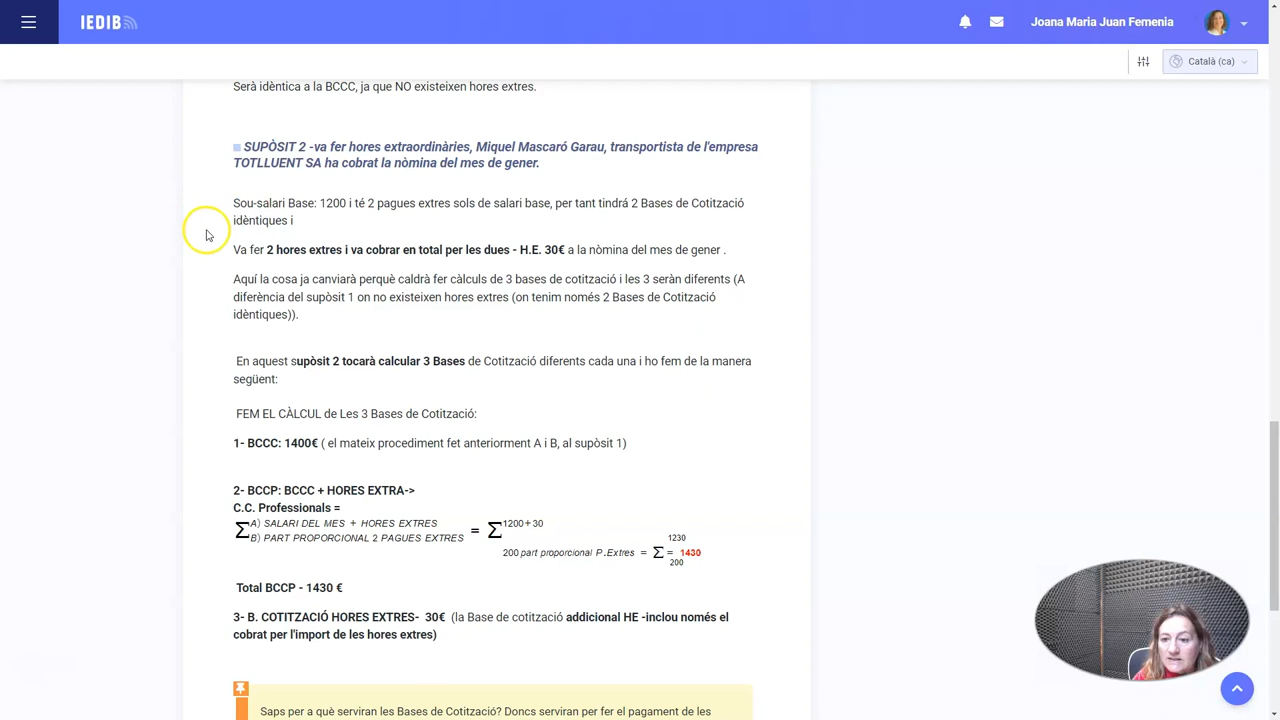 IEDIB
Joana Maria Juan Femenia
Català (ca)
Serà idèntica a la BCCC, ja que NO existeixen hores extres.
SUPÒSIT 2 -va fer hores extraordinàries, Miquel Mascaró Garau, transportista de l'empresa
TOTLLUENT SA ha cobrat la nòmina del mes de gener.
Sou-salari Base: 1200 i té 2 pagues extres sols de salari base, per tant tindrá 2 Bases de Cotització
idèntiques i
Va fer 2 hores extres i va cobrar en total per les dues - H.E. 30€ a la nòmina del mes de gener .
Aquí la cosa ja canviarà perquè caldrà fer càlculs de 3 bases de cotització i les 3 seràn diferents (A
diferència del supòsit 1 on no existeixen hores extres (on tenim només 2 Bases de Cotització
idèntiques)).
En aquest supòsit 2 tocarà calcular 3 Bases de Cotització diferents cada una i ho fem de la manera
següent:
FEM EL CÀLCUL de Les 3 Bases de Cotització:
1- BCCC: 1400€ ( el mateix procediment fet anteriorment A i B, al supòsit 1)
2- BCCP: BCCC + HORES EXTRA->
C.C. Professionals =
∑ A) SALARI DEL MES + HORES EXTRES = ∑ 1200+30
B) PART PROPORCIONAL 2 PAGUES EXTRES 200 part proporcional P.Extres = ∑ 1230 = 1430
200
Total BCCP - 1430 €
3- B. COTITZACIÓ HORES EXTRES- 30€ (la Base de cotització addicional HE -inclou només el
cobrat per l'import de les hores extres)
Saps per a què serviran les Bases de Cotització? Doncs serviran per fer el pagament de les